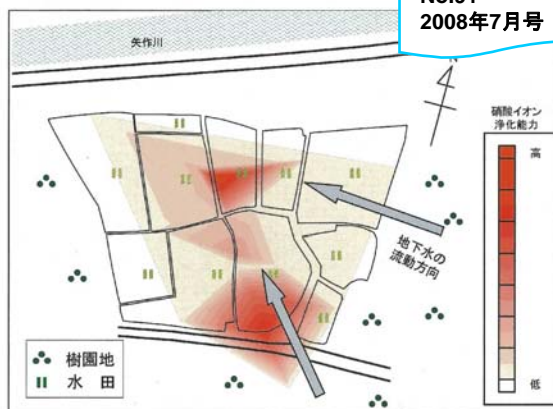 2008年7月号
矢作川
硝酸イオン
浄化能力
高
地下水の
流動方向
樹園地
水田
低